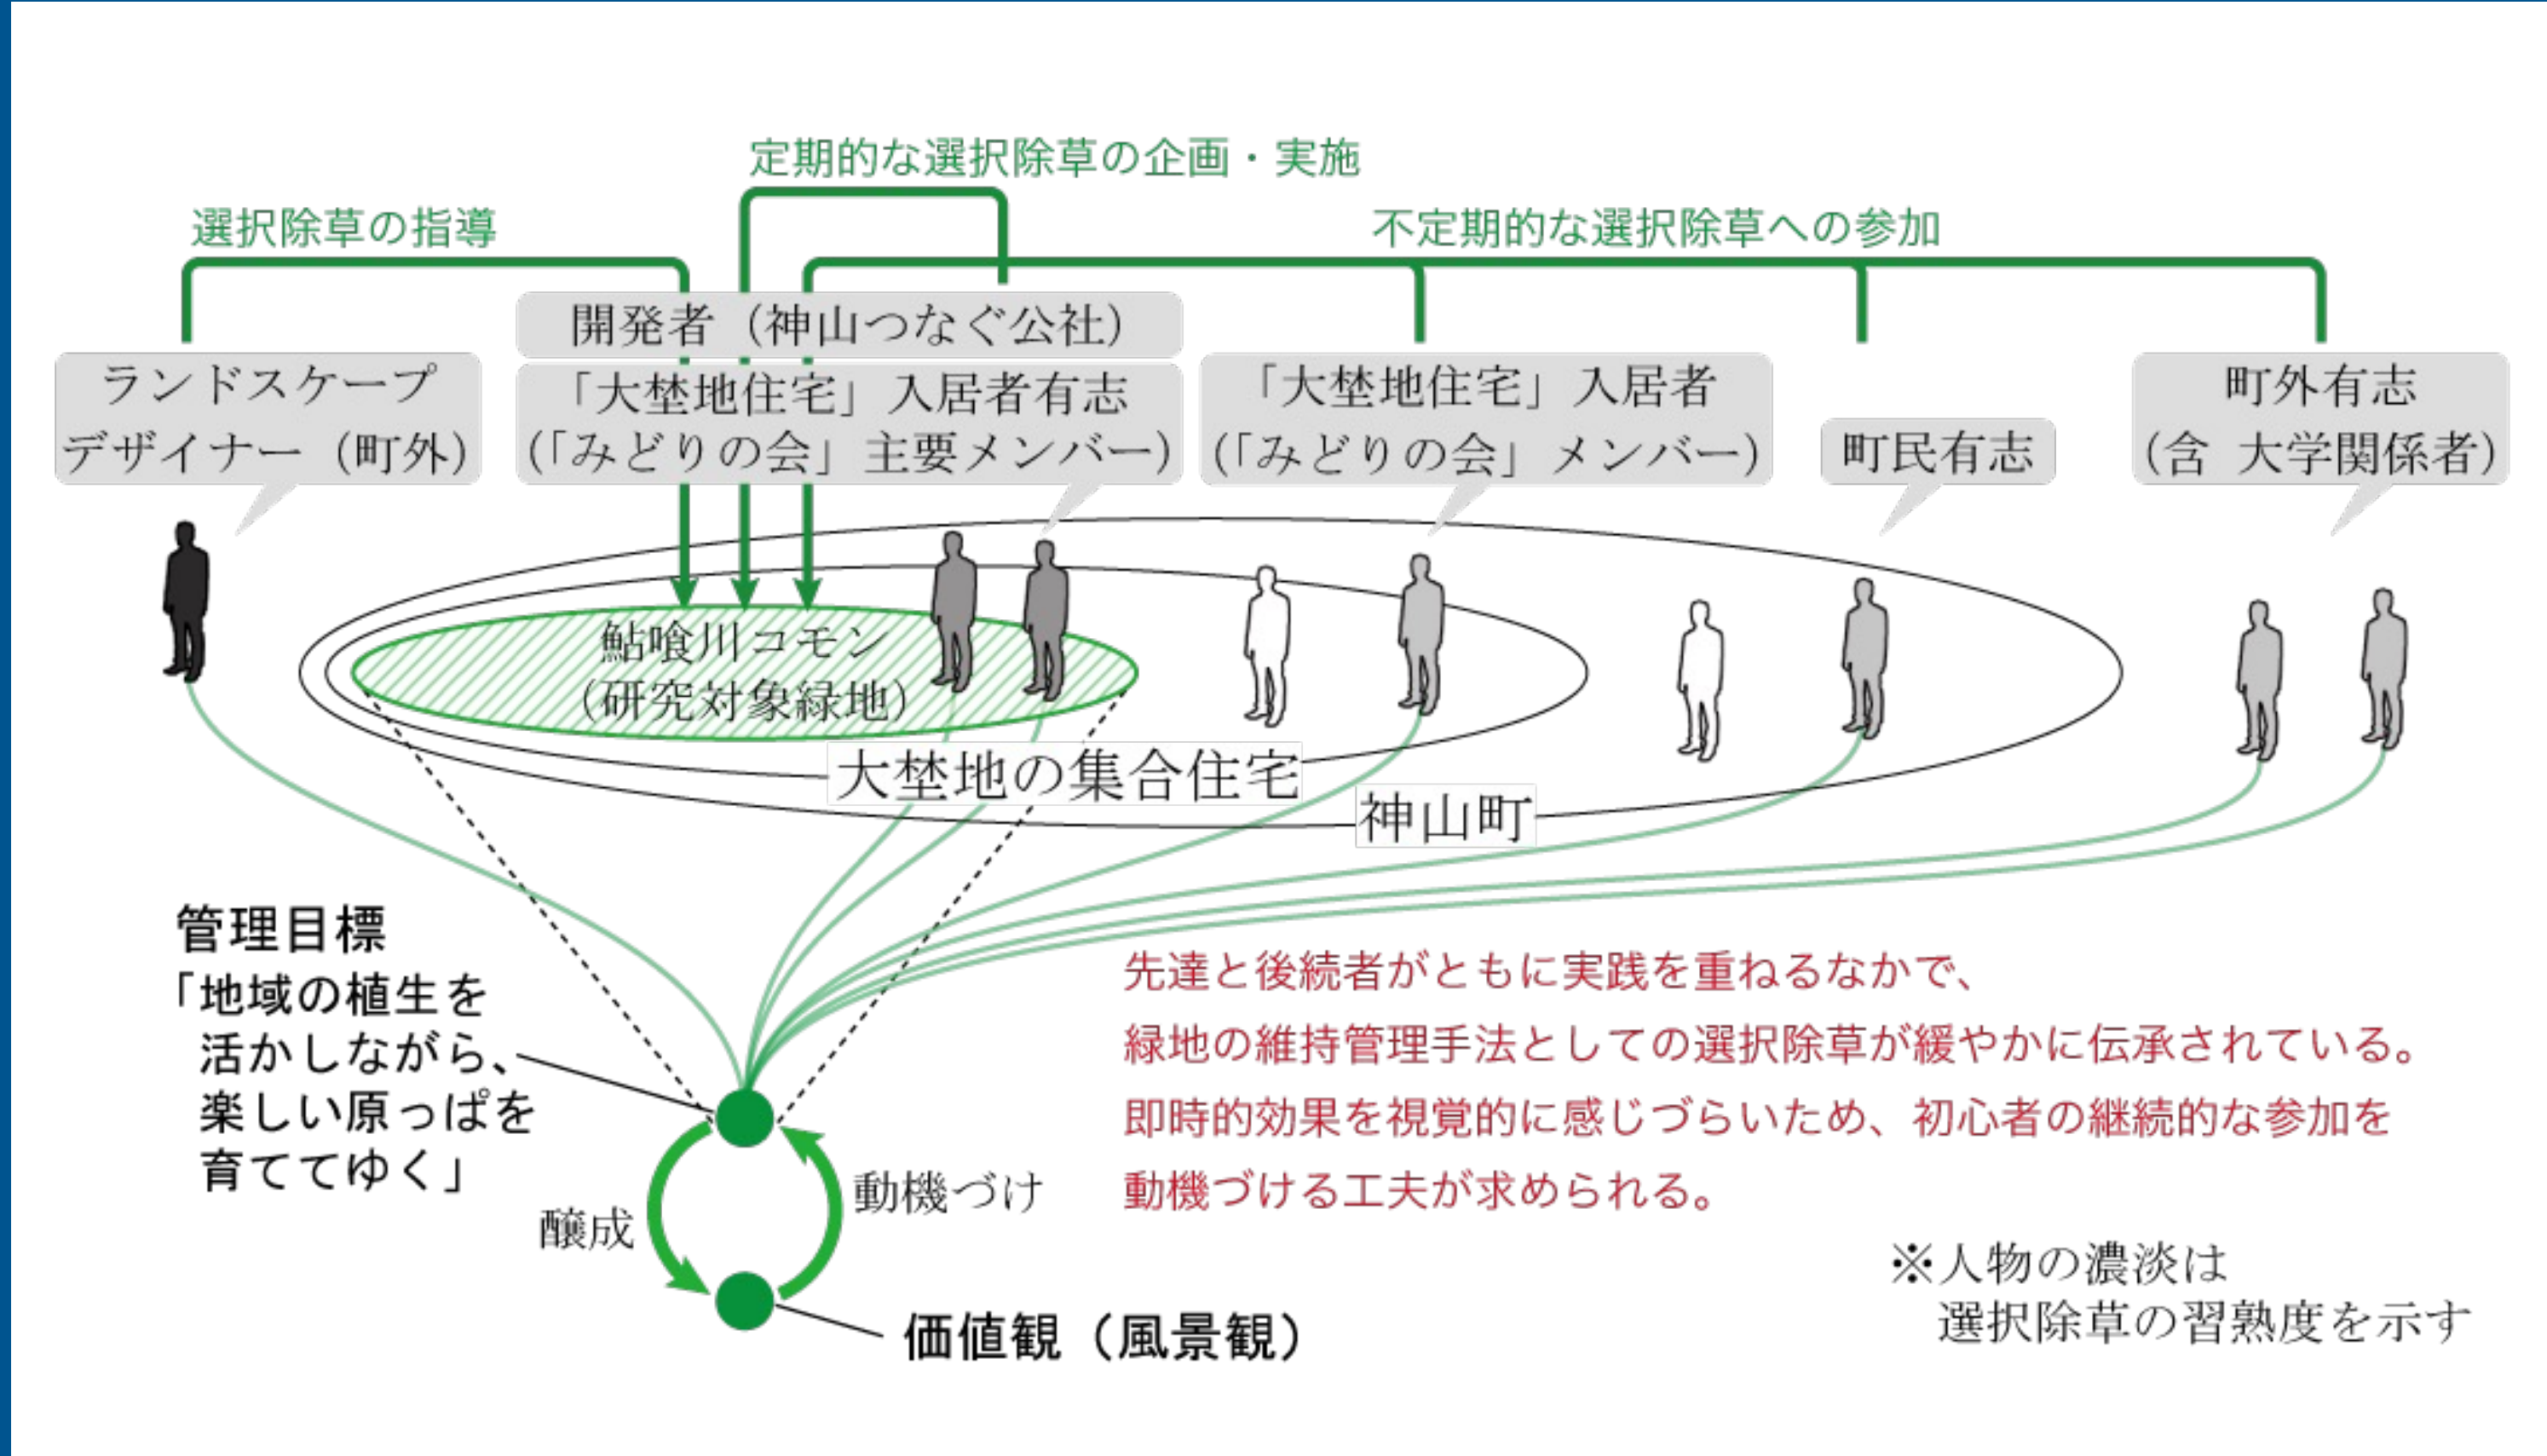 定期的な選択除草の企画・実施
選択除草の指導
不定期的な選択除草への参加
開発者（神山つなぐ公社）
ランドスケープ
デザイナー（町外）
「大埜地住宅」入居者有志
（「みどりの会」主要メンバー）
「大埜地住宅」入居者
（「みどりの会」メンバー）
町民有志
町外有志
（含 大学関係者）
鮎喰川コモン
（研究対象緑地）
大埜地の集合住宅
神山町
管理目標
「地域の植生を
活かしながら、
楽しい原っぱを
育ててゆく」
先達と後続者がともに実践を重ねるなかで、
緑地の維持管理手法としての選択除草が緩やかに伝承されている。
即時的効果を視覚的に感じづらいため、初心者の継続的な参加を
動機づける工夫が求められる。
動機づけ
醸成
価値観（風景観）
※人物の濃淡は
選択除草の習熟度を示す